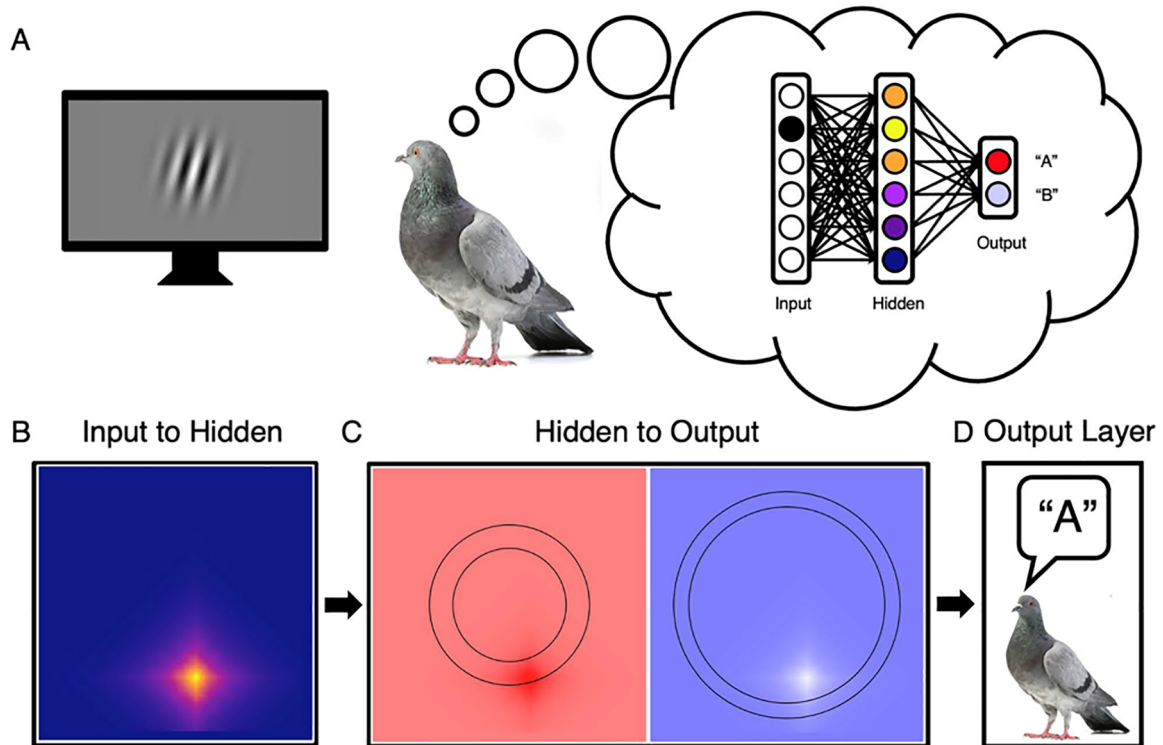 A
"A"
"B"
Output
Input
Hidden
B
Input to Hidden
C
Hidden to Output
D
Output Layer
"A"